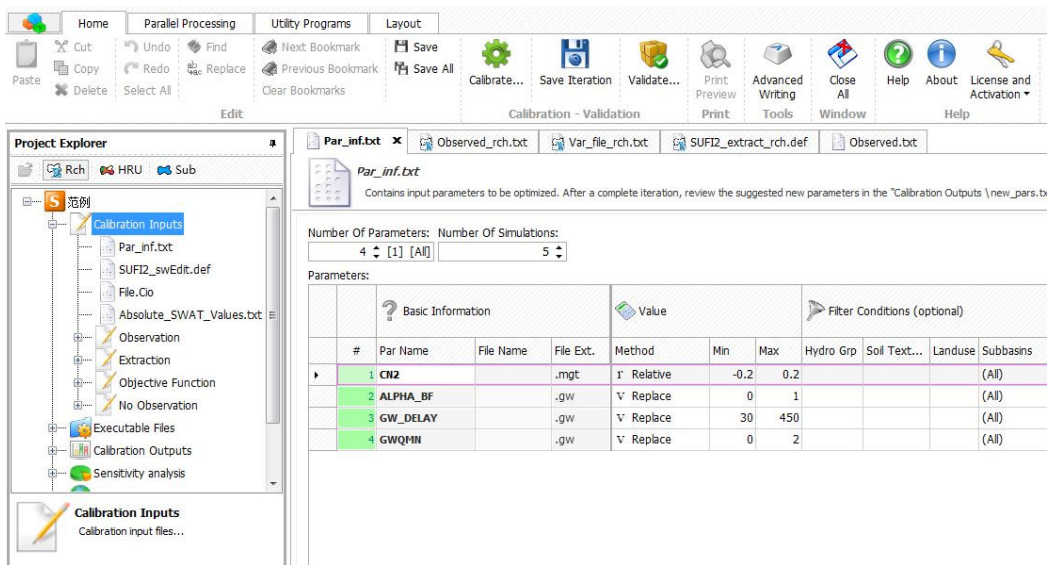 Home Parallel Processing Utility Programs Layout
Paste
Cut
Copy
Delete
Undo
Redo
Select All
Find
Replace
Next Bookmark
Previous Bookmark
Clear Bookmarks
Edit
Save
Save All
Calibrate...
Save Iteration
Validate...
Calibration - Validation
Print Preview
Print
Advanced Writing
Tools
Close All
Window
Help
About
License and Activation
Help
Project Explorer
Rch HRU Sub
范例
Calibration Inputs
Par_inf.txt
SUFI2_swEdit.def
File.Cio
Absolute_SWAT_Values.txt
Observation
Extraction
Objective Function
No Observation
Executable Files
Calibration Outputs
Sensitivity analysis
Calibration Inputs
Calibration input files...
Par_inf.txt x Observed_rch.txt Var_file_rch.txt SUFI2_extract_rch.def Observed.txt
Par_inf.txt
Contains input parameters to be optimized. After a complete iteration, review the suggested new parameters in the "Calibration Outputs \new_pars.tx
Number Of Parameters: Number Of Simulations:
4 [1] [All] 5
Parameters:
Basic Information Value Filter Conditions (optional)
# Par Name File Name File Ext. Method Min Max Hydro Grp Soil Text... Landuse Subbasins
1 CN2 .mgt r Relative -0.2 0.2 (All)
2 ALPHA_BF .gw v Replace 0 1 (All)
3 GW_DELAY .gw v Replace 30 450 (All)
4 GWQMN .gw v Replace 0 2 (All)